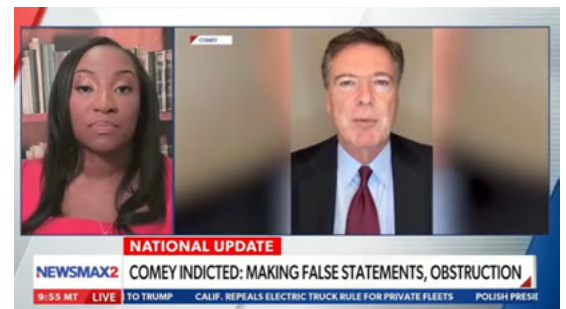 COMEY
NATIONAL UPDATE
NEWSMAX2 COMEY INDICTED: MAKING FALSE STATEMENTS, OBSTRUCTION
9:55 MT LIVE TO TRUMP CALIF. REPEALS ELECTRIC TRUCK RULE FOR PRIVATE FLEETS POLISH